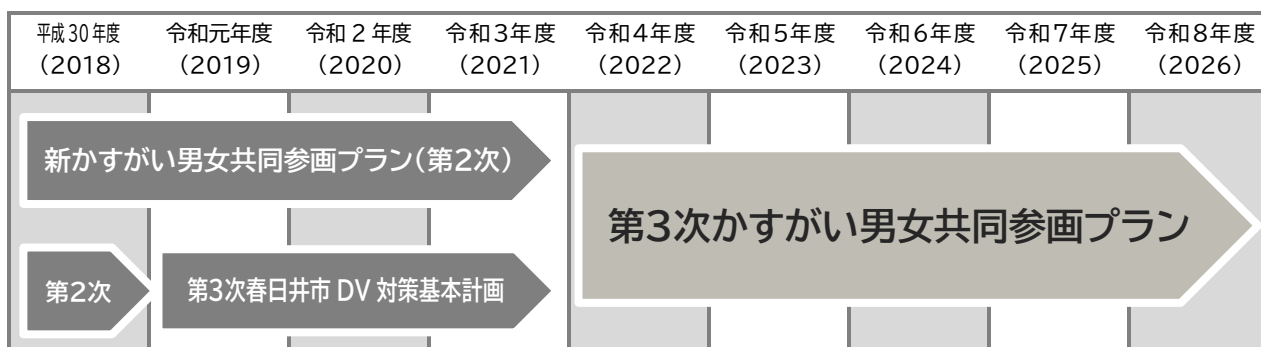 平成30年度 令和元年度 令和2年度 令和3年度 令和4年度 令和5年度 令和6年度 令和7年度 令和8年度
(2018) (2019) (2020) (2021) (2022) (2023) (2024) (2025) (2026)
新かすがい男女共同参画プラン(第2次)
第3次かすがい男女共同参画プラン
第2次 第3次春日井市 DV 対策基本計画